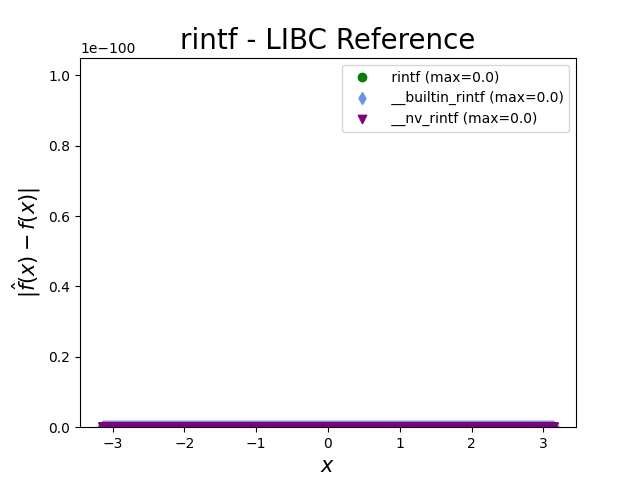 rintf - LIBC Reference
1e−100
rintf (max=0.0)
__builtin_rintf (max=0.0)
__nv_rintf (max=0.0)
1.0
0.8
0.6
0.4
0.2
0.0
|f̂(x) − f(x)|
−3 −2 −1 0 1 2 3
x